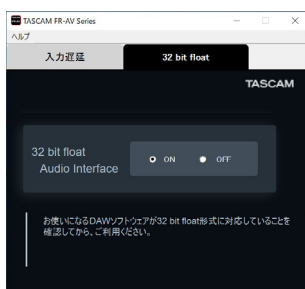 TASCAM FR-AV Series
ヘルプ
入力遅延
32 bit float
TASCAM
32 bit float
Audio Interface
ON
OFF
お使いになるDAWソフトウェアが32 bit float形式に対応していることを
確認してから、ご利用ください。